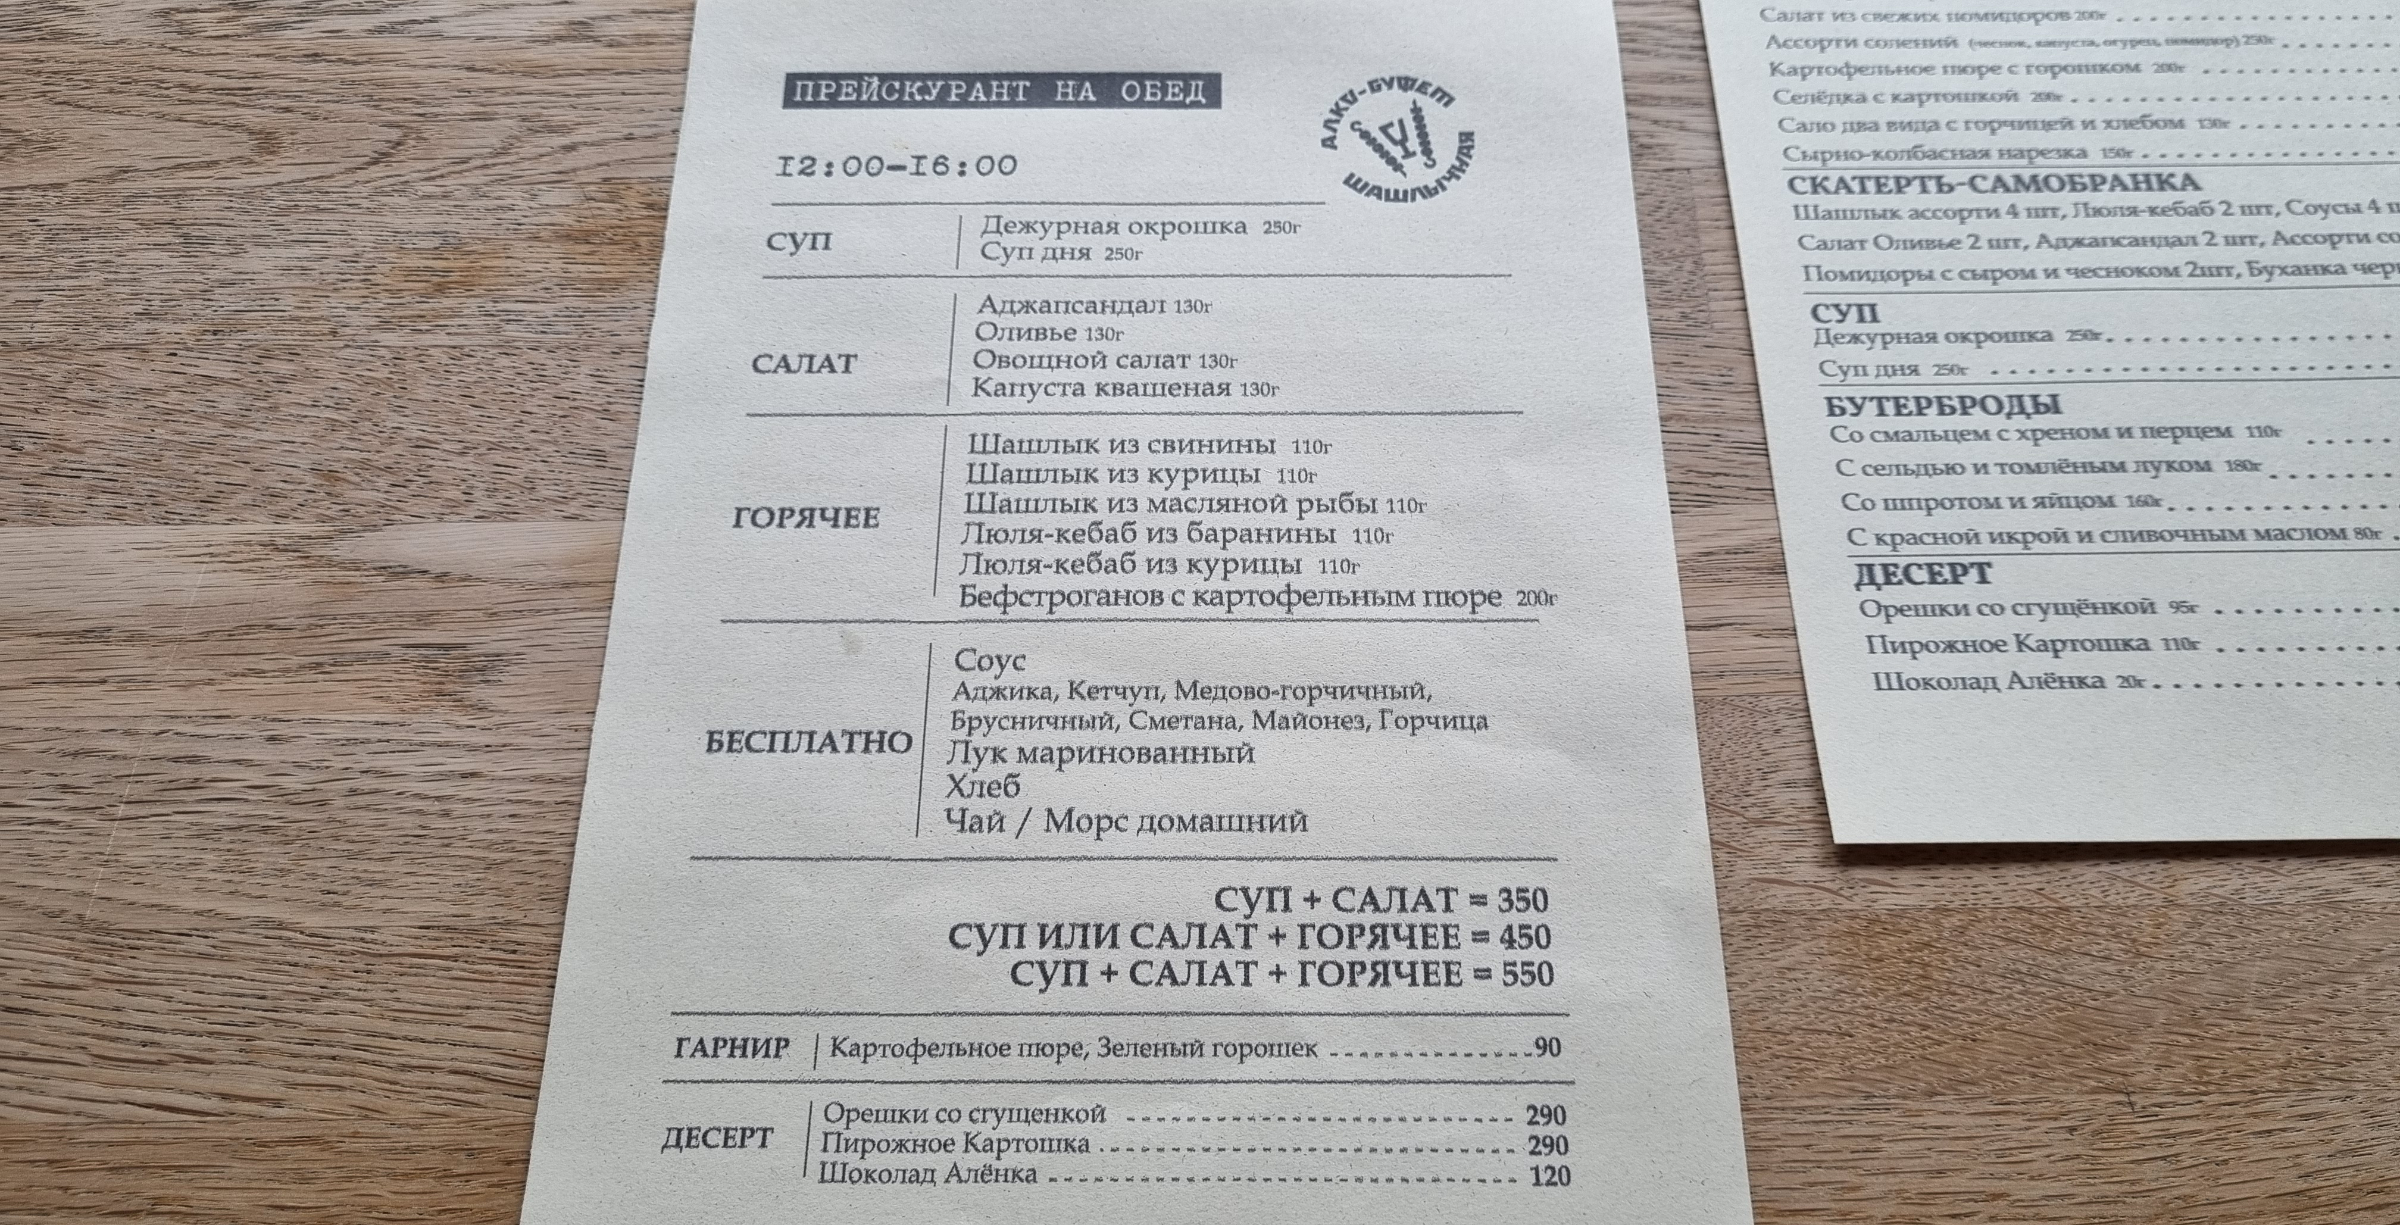 ПРЕЙСКУРАНТ НА ОБЕД
АЛКО-БУФЕТ
ШАШЛЫЧНАЯ
12:00–16:00
СУП
Дежурная окрошка 250г
Суп дня 250г
САЛАТ
Аджапсандал 130г
Оливье 130г
Овощной салат 130г
Капуста квашеная 130г
ГОРЯЧЕЕ
Шашлык из свинины 110г
Шашлык из курицы 110г
Шашлык из масляной рыбы 110г
Люля-кебаб из баранины 110г
Люля-кебаб из курицы 110г
Бефстроганов с картофельным пюре 200г
БЕСПЛАТНО
Соус
Аджика, Кетчуп, Медово-горчичный,
Брусничный, Сметана, Майонез, Горчица
Лук маринованный
Хлеб
Чай / Морс домашний
СУП + САЛАТ = 350
СУП ИЛИ САЛАТ + ГОРЯЧЕЕ = 450
СУП + САЛАТ + ГОРЯЧЕЕ = 550
ГАРНИР
Картофельное пюре, Зеленый горошек 90
ДЕСЕРТ
Орешки со сгущенкой 290
Пирожное Картошка 290
Шоколад Алёнка 120
Салат из свежих помидоров 200г
Ассорти солений (чеснок, капуста, огурец, помидор) 250г
Картофельное пюре с горошком 200г
Селёдка с картошкой 200г
Сало два вида с горчицей и хлебом 130г
Сырно-колбасная нарезка 150г
СКАТЕРТЬ-САМОБРАНКА
Шашлык ассорти 4 шт, Люля-кебаб 2 шт, Соусы 4
Салат Оливье 2 шт, Аджапсандал 2 шт, Ассорти
Помидоры с сыром и чесноком 2шт, Буханка
СУП
Дежурная окрошка 250г
Суп дня 250г
БУТЕРБРОДЫ
Со смальцем с хреном и перцем 110г
С сельдью и томлёным луком 180г
Со шпротом и яйцом 160г
С красной икрой и сливочным маслом 80г
ДЕСЕРТ
Орешки со сгущёнкой 95г
Пирожное Картошка 110г
Шоколад Алёнка 20г